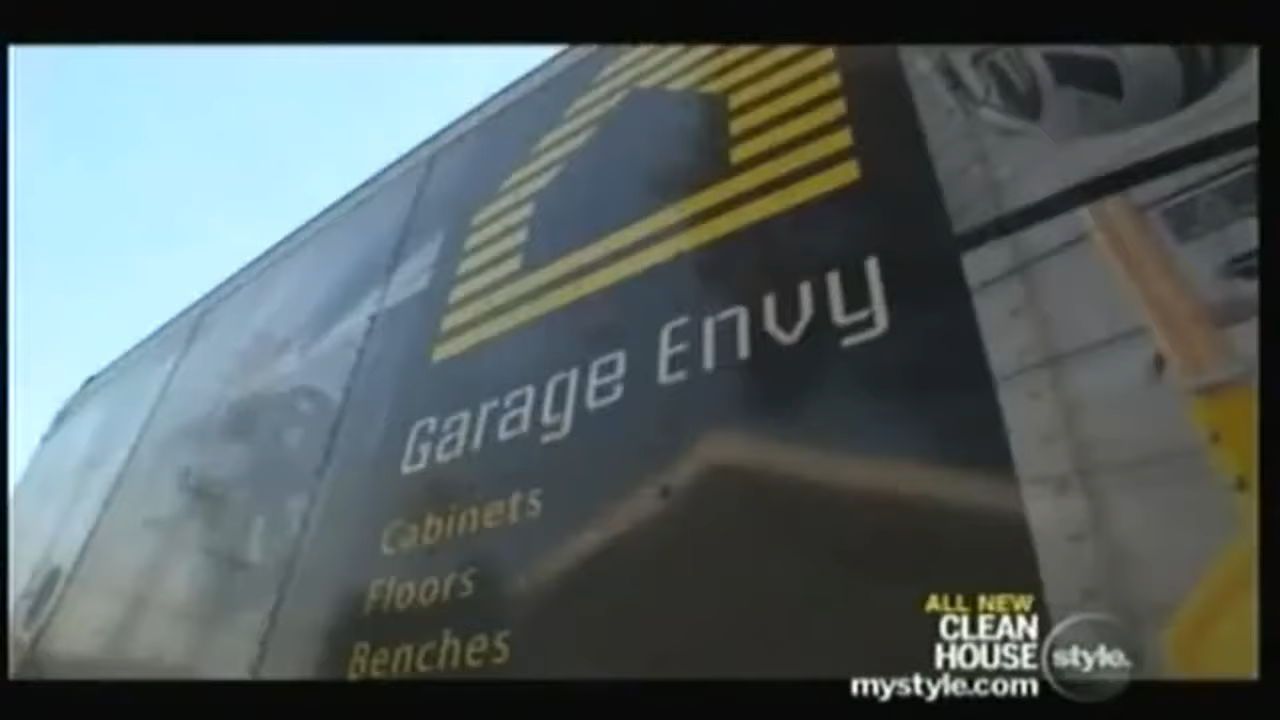 Garage Envy
Cabinets
Floors
Benches
ALL NEW
CLEAN
HOUSE
style.
mystyle.com